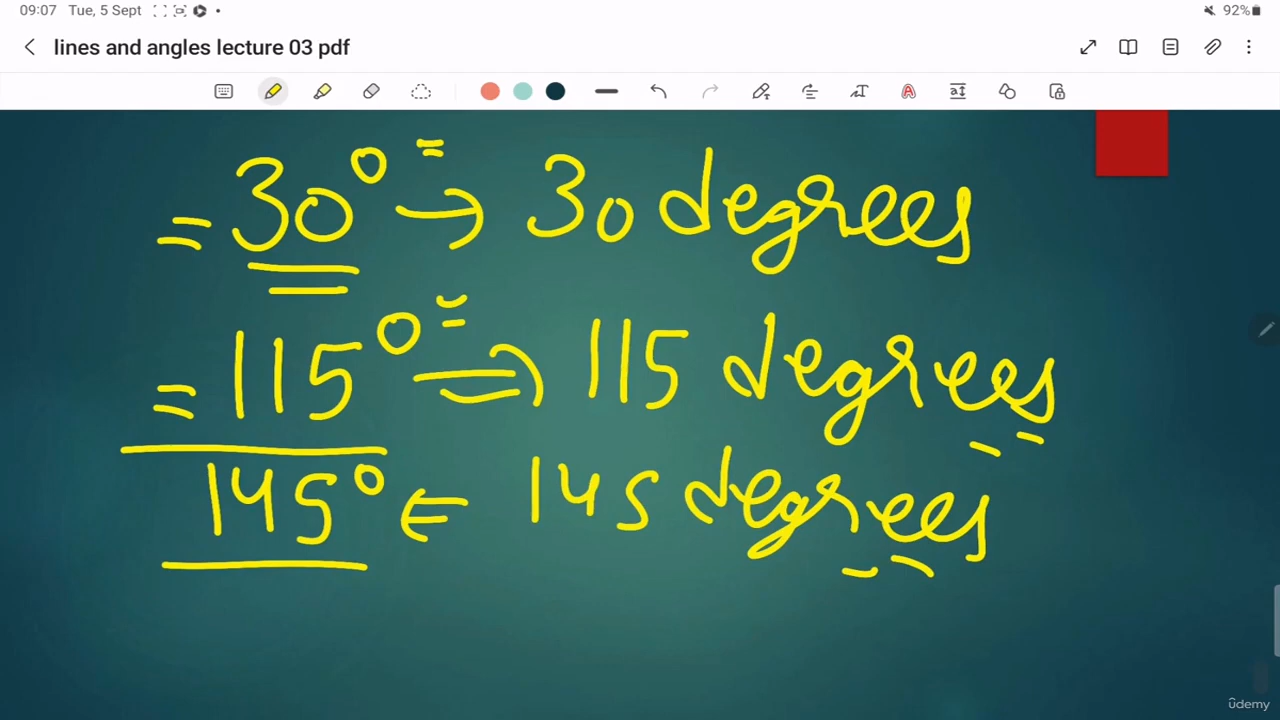 09:07 Tue, 5 Sept 92%
lines and angles lecture 03 pdf
= 30° = → 30 degrees
= 115° = ⇒ 115 degrees
145° ⇐ 145 degrees
ûdemy